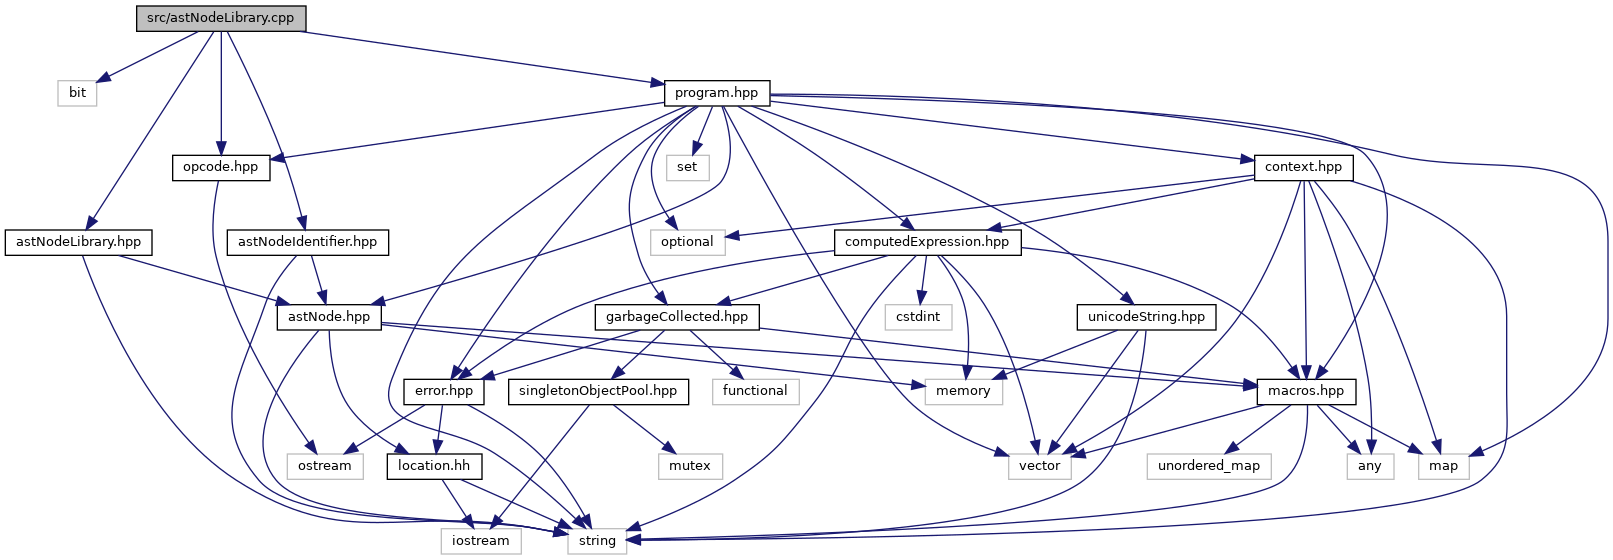 src/astNodeLibrary.cpp
bit
program.hpp
opcode.hpp
set
context.hpp
astNodeLibrary.hpp
astNodeIdentifier.hpp
optional
computedExpression.hpp
astNode.hpp
garbageCollected.hpp
cstdint
unicodeString.hpp
error.hpp
singletonObjectPool.hpp
functional
memory
macros.hpp
ostream
location.hh
mutex
vector
unordered_map
any
map
iostream
string